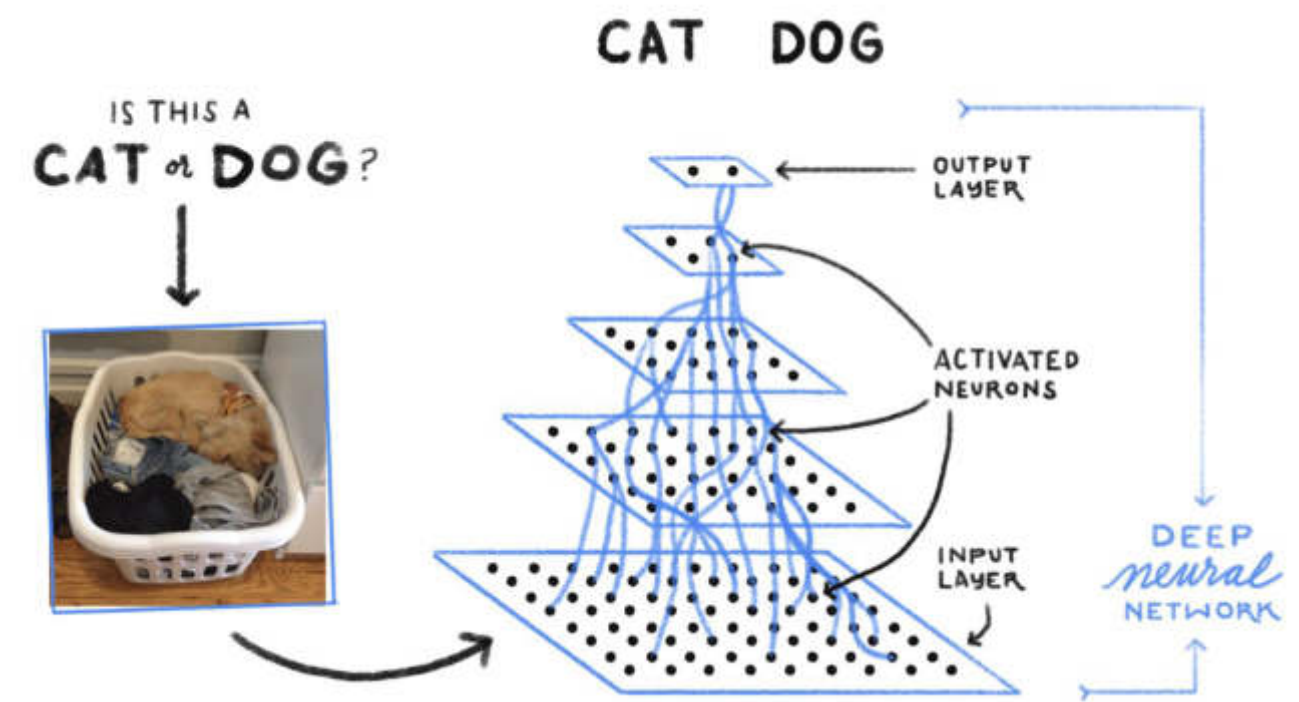 CAT DOG
IS THIS A
CAT or DOG?
OUTPUT
LAYER
ACTIVATED
NEURONS
INPUT
LAYER
DEEP
neural
NETWORK